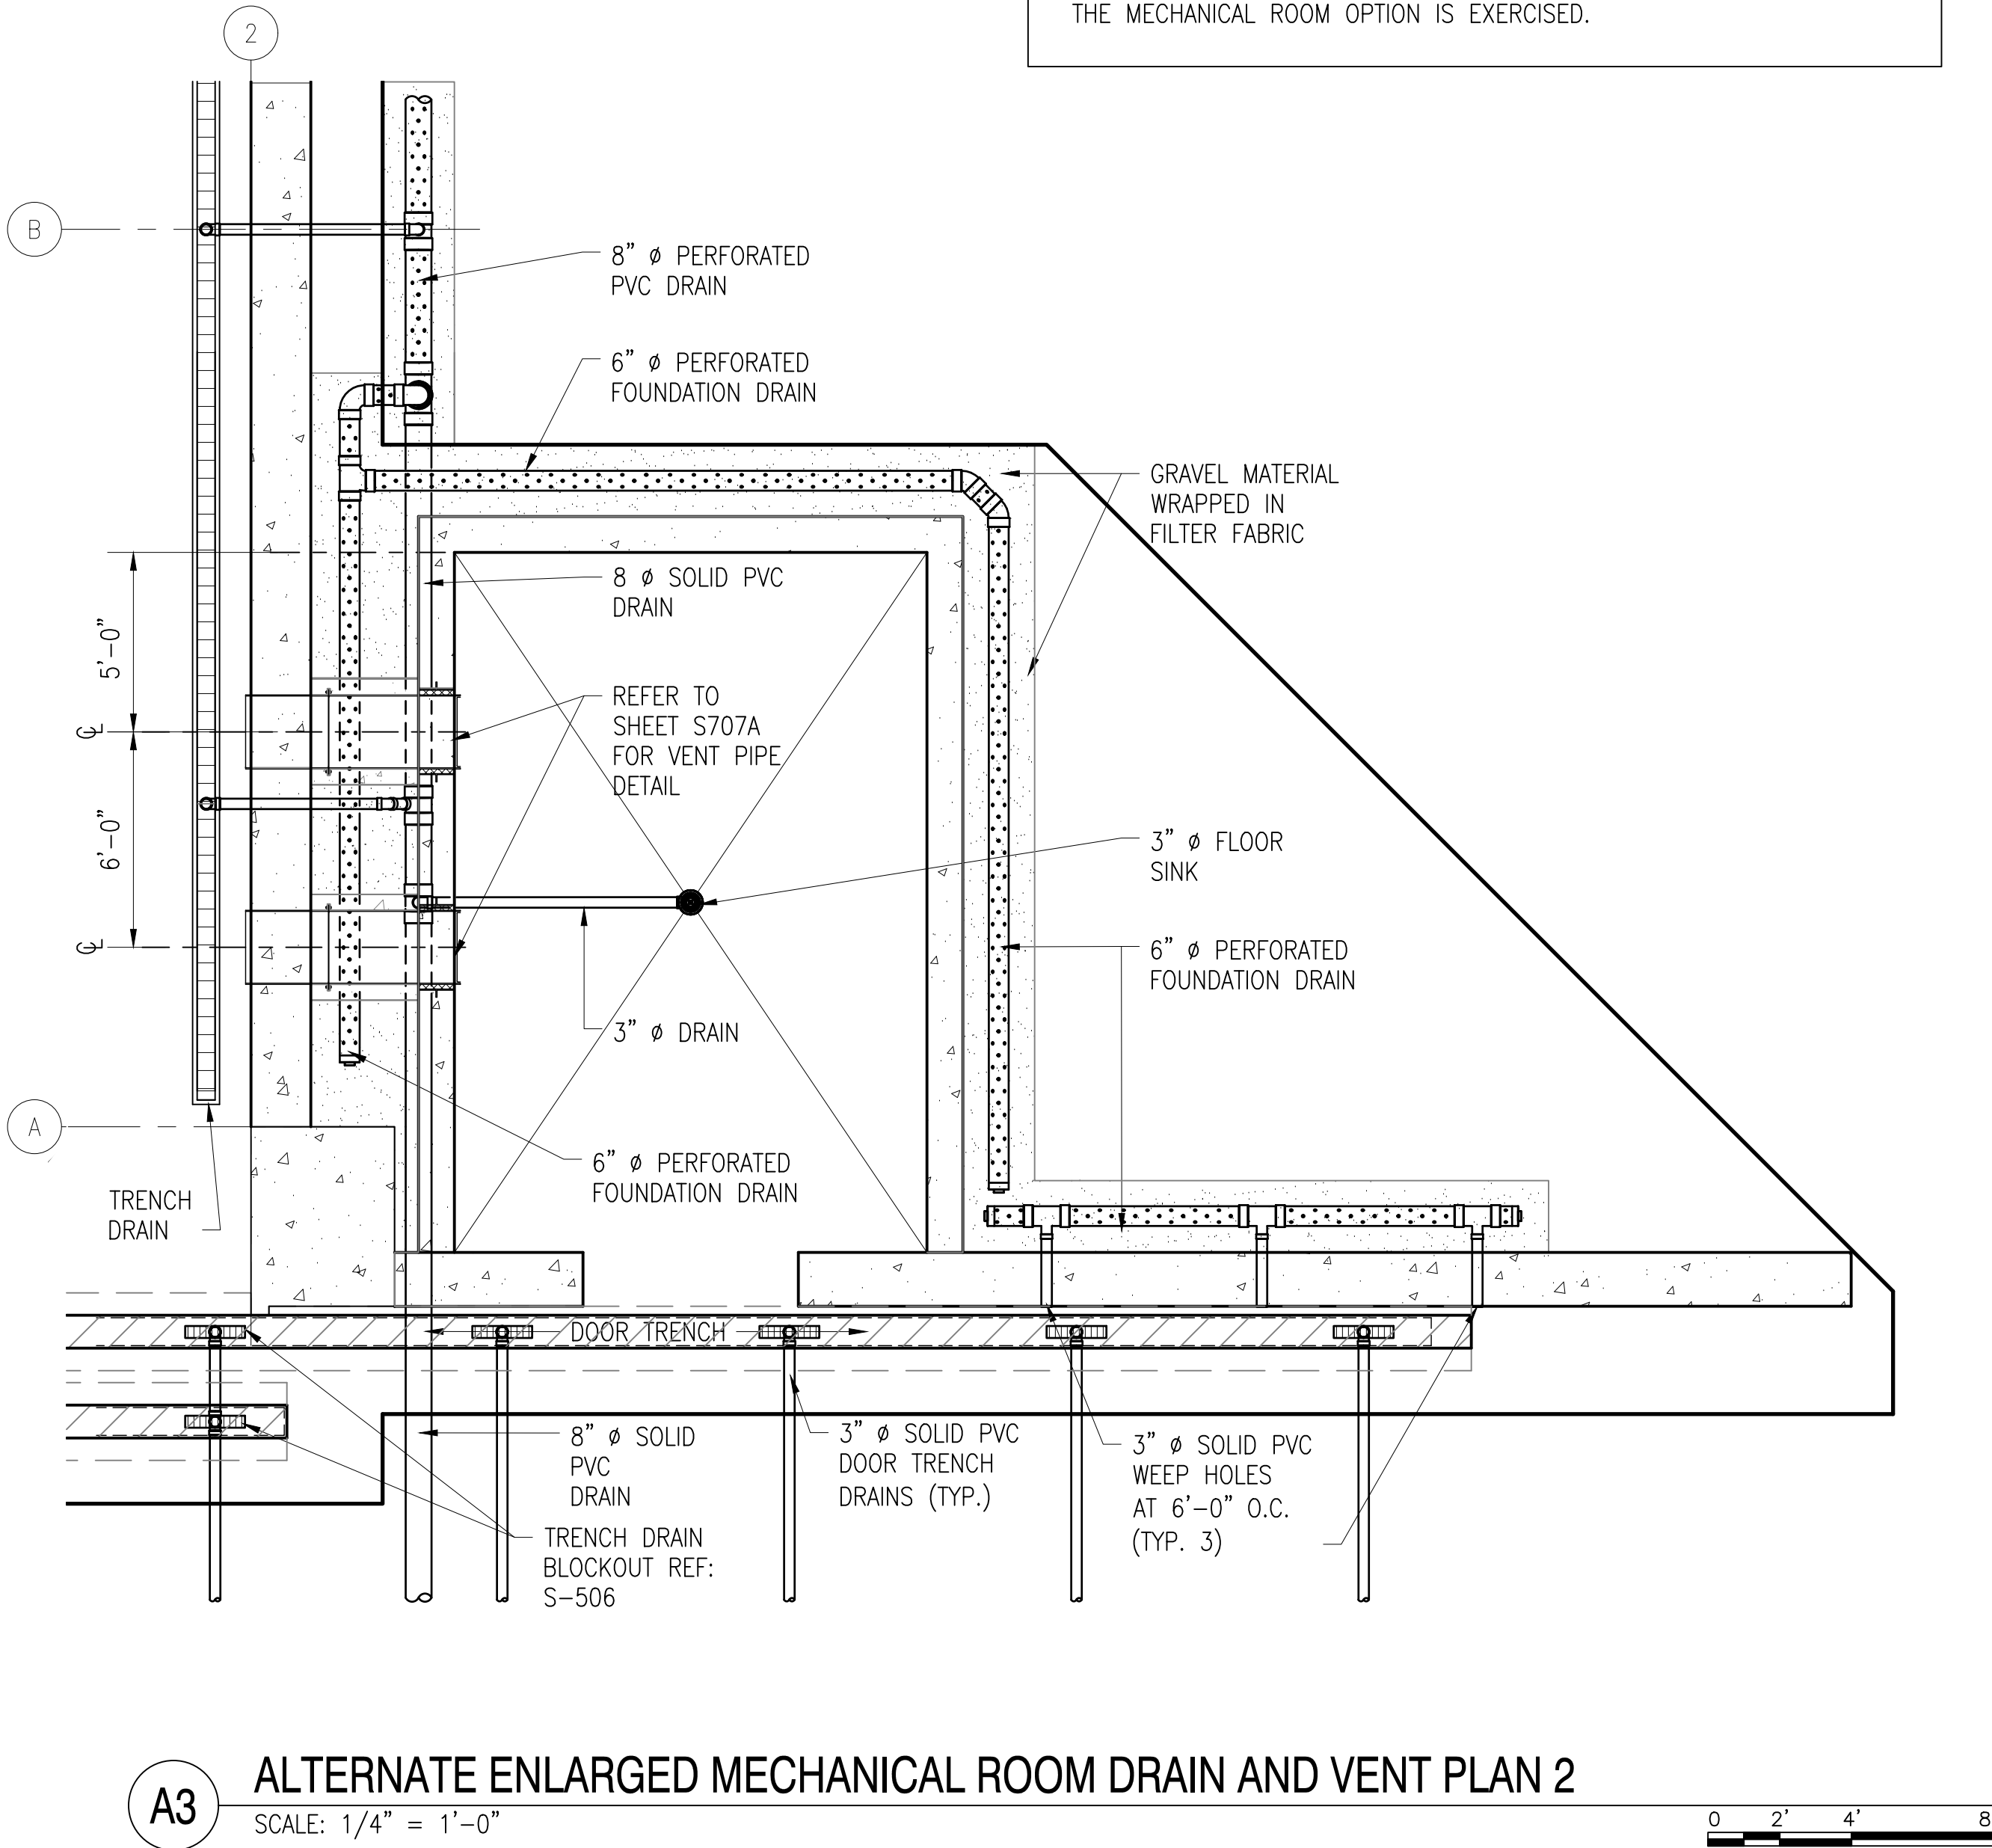 THE MECHANICAL ROOM OPTION IS EXERCISED.
2
B
8" ø PERFORATED
PVC DRAIN
6" ø PERFORATED
FOUNDATION DRAIN
GRAVEL MATERIAL
WRAPPED IN
FILTER FABRIC
8 ø SOLID PVC
DRAIN
5'-0"
REFER TO
SHEET S707A
FOR VENT PIPE
DETAIL
℄
6'-0"
3" ø FLOOR
SINK
℄
6" ø PERFORATED
FOUNDATION DRAIN
3" ø DRAIN
A
6" ø PERFORATED
FOUNDATION DRAIN
TRENCH
DRAIN
DOOR TRENCH
8" ø SOLID
PVC
DRAIN
3" ø SOLID PVC
DOOR TRENCH
DRAINS (TYP.)
3" ø SOLID PVC
WEEP HOLES
AT 6'-0" O.C.
(TYP. 3)
TRENCH DRAIN
BLOCKOUT REF:
S-506
A3
ALTERNATE ENLARGED MECHANICAL ROOM DRAIN AND VENT PLAN 2
SCALE: 1/4" = 1'-0"
0 2' 4' 8